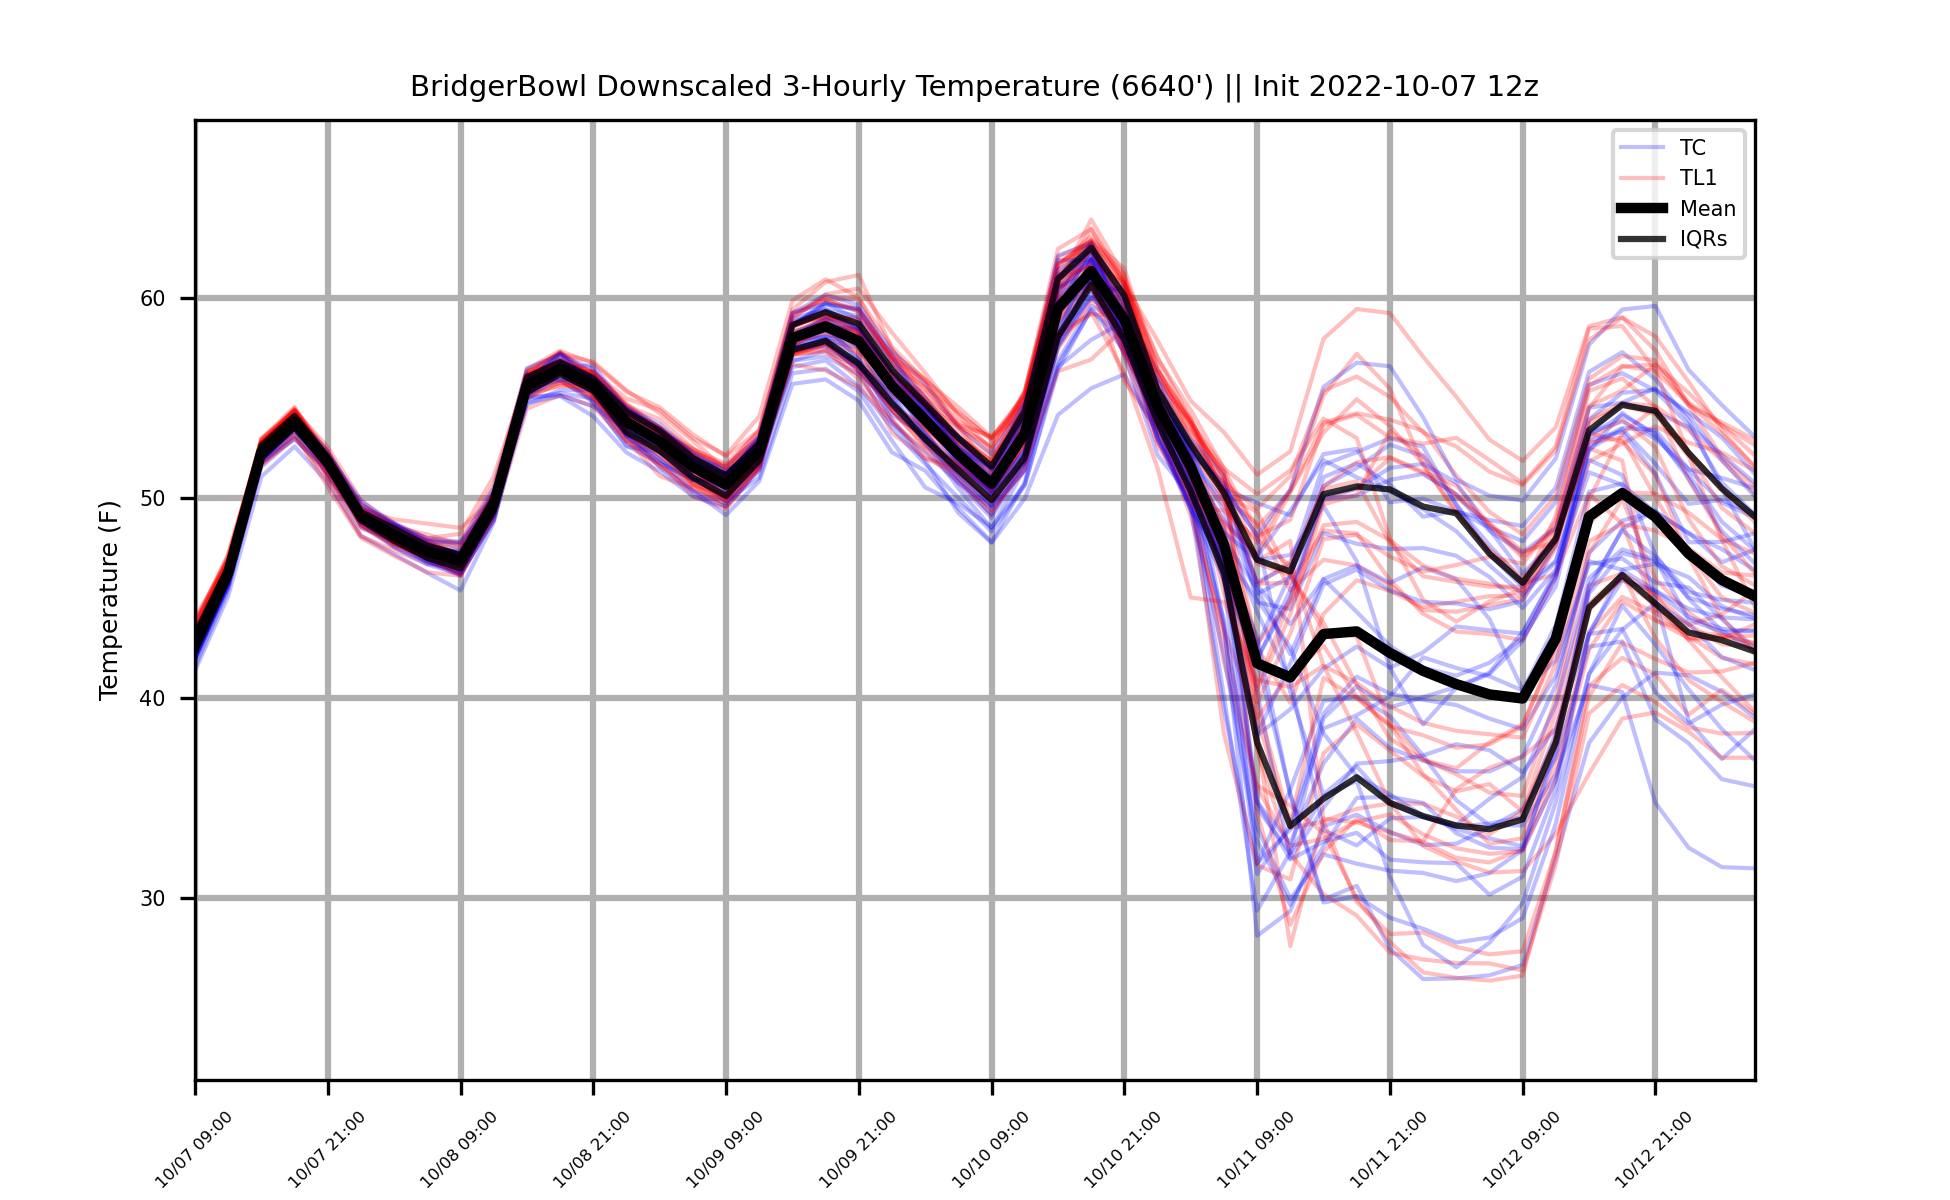 BridgerBowl Downscaled 3-Hourly Temperature (6640') || Init 2022-10-07 12z
TC
TL1
Mean
IQRs
Temperature (F)
60
50
40
30
10/07 09:00
10/07 21:00
10/08 09:00
10/08 21:00
10/09 09:00
10/09 21:00
10/10 09:00
10/10 21:00
10/11 09:00
10/11 21:00
10/12 09:00
10/12 21:00